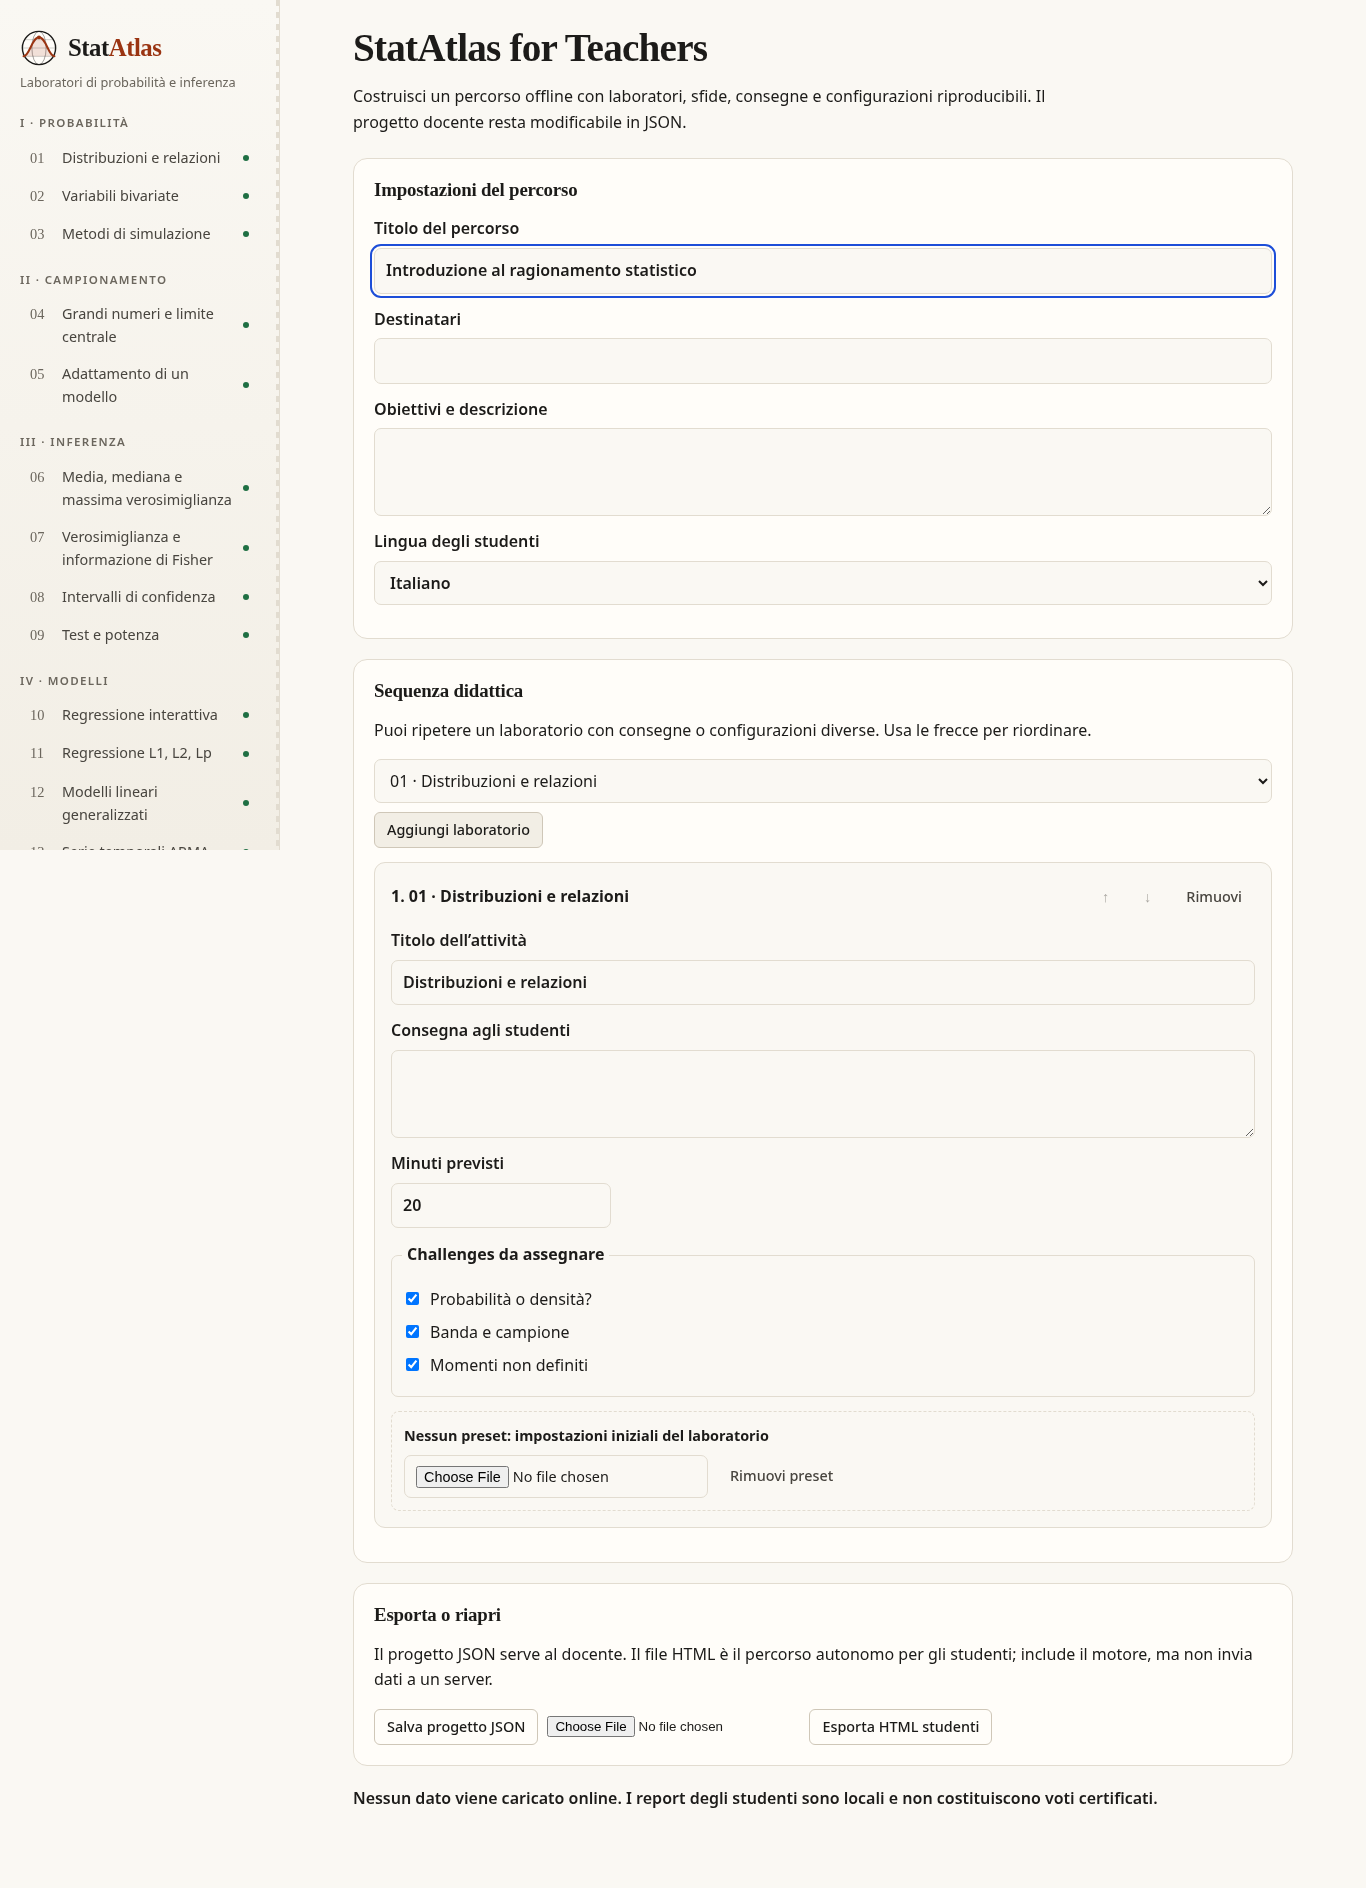 StatAtlas
Laboratori di probabilità e inferenza
I · PROBABILITÀ
01 Distribuzioni e relazioni
02 Variabili bivariate
03 Metodi di simulazione
II · CAMPIONAMENTO
04 Grandi numeri e limite
centrale
05 Adattamento di un
modello
III · INFERENZA
06 Media, mediana e
massima verosimiglianza
07 Verosimiglianza e
informazione di Fisher
08 Intervalli di confidenza
09 Test e potenza
IV · MODELLI
10 Regressione interattiva
11 Regressione L1, L2, Lp
12 Modelli lineari
generalizzati
13 Serie temporali ARMA
StatAtlas for Teachers
Costruisci un percorso offline con laboratori, sfide, consegne e configurazioni riproducibili. Il
progetto docente resta modificabile in JSON.
Impostazioni del percorso
Titolo del percorso
Introduzione al ragionamento statistico
Destinatari
Obiettivi e descrizione
Lingua degli studenti
Italiano
Sequenza didattica
Puoi ripetere un laboratorio con consegne o configurazioni diverse. Usa le frecce per riordinare.
01 · Distribuzioni e relazioni
Aggiungi laboratorio
1. 01 · Distribuzioni e relazioni ↑ ↓ Rimuovi
Titolo dell’attività
Distribuzioni e relazioni
Consegna agli studenti
Minuti previsti
20
Challenges da assegnare
Probabilità o densità?
Banda e campione
Momenti non definiti
Nessun preset: impostazioni iniziali del laboratorio
Choose File No file chosen Rimuovi preset
Esporta o riapri
Il progetto JSON serve al docente. Il file HTML è il percorso autonomo per gli studenti; include il motore, ma non invia
dati a un server.
Salva progetto JSON Choose File No file chosen Esporta HTML studenti
Nessun dato viene caricato online. I report degli studenti sono locali e non costituiscono voti certificati.